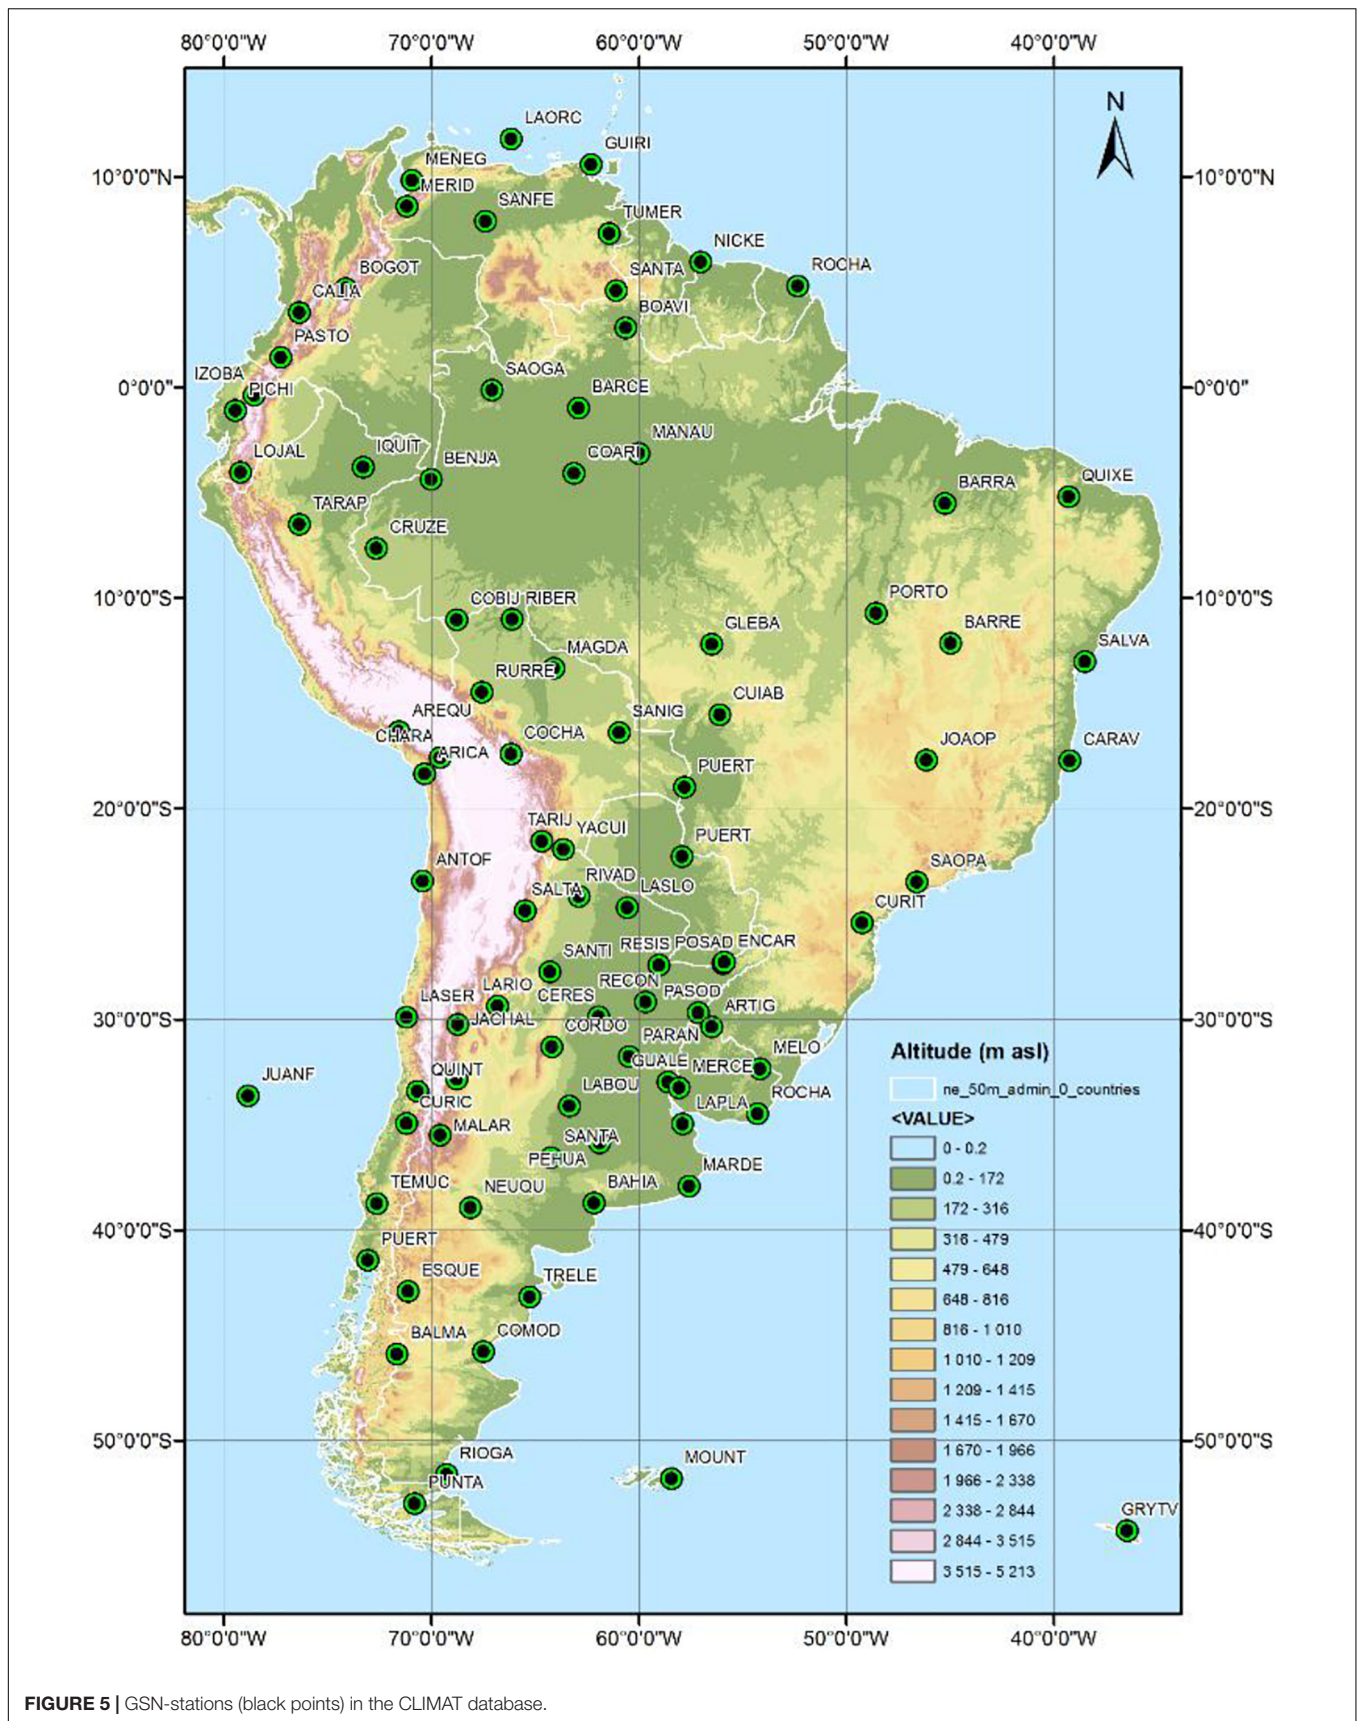 80°0'0"W 70°0'0"W 60°0'0"W 50°0'0"W 40°0'0"W
N
LAORC
GUIRI
MENEG
10°0'0"N 10°0'0"N
MERID
SANFE
TUMER
NICKE
ROCHA
SANTA
BOGOT
CALIA
BOAVI
PASTO
IZOBA
SAOGA
0°0'0" PICHI BARCE 0°0'0"
MANAU
LOJAL IQUIT BENJA COARI
BARRA QUIXE
TARAP
CRUZE
PORTO
10°0'0"S COBIJ RIBER 10°0'0"S
GLEBA BARRE
SALVA
MAGDA
RURRE
CUIAB
AREQU SANIG
CHARA COCHA JOAOP CARAV
ARICA
PUERT
20°0'0"S 20°0'0"S
TARIJ YACUI PUERT
ANTOF SAOPA
RIVAD
SALTA LASLO
CURIT
SANTI RESIS POSAD ENCAR
LARIO RECON
LASER CERES PASOD
ARTIG
30°0'0"S JACHAL CORDO 30°0'0"S
PARAN
MELO
Altitude (m asl)
GUALE MERCE
JUANF QUINT
LABOU ROCHA
ne_50m_admin_0_countries
CURIC LAPLA
<VALUE>
MALAR SANTA
0 - 0.2
PEHUA MARDE
0.2 - 172
TEMUC NEUQU BAHIA
172 - 316
40°0'0"S 40°0'0"S
316 - 479
PUERT
479 - 648
ESQUE TRELE
648 - 816
BALMA COMOD
816 - 1 010
1 010 - 1 209
1 209 - 1 415
1 415 - 1 670
50°0'0"S 50°0'0"S
1 670 - 1 966
RIOGA MOUNT
1 966 - 2 338
PUNTA
2 338 - 2 844
GRYTV
2 844 - 3 515
3 515 - 5 213
80°0'0"W 70°0'0"W 60°0'0"W 50°0'0"W 40°0'0"W
FIGURE 5 | GSN-stations (black points) in the CLIMAT database.